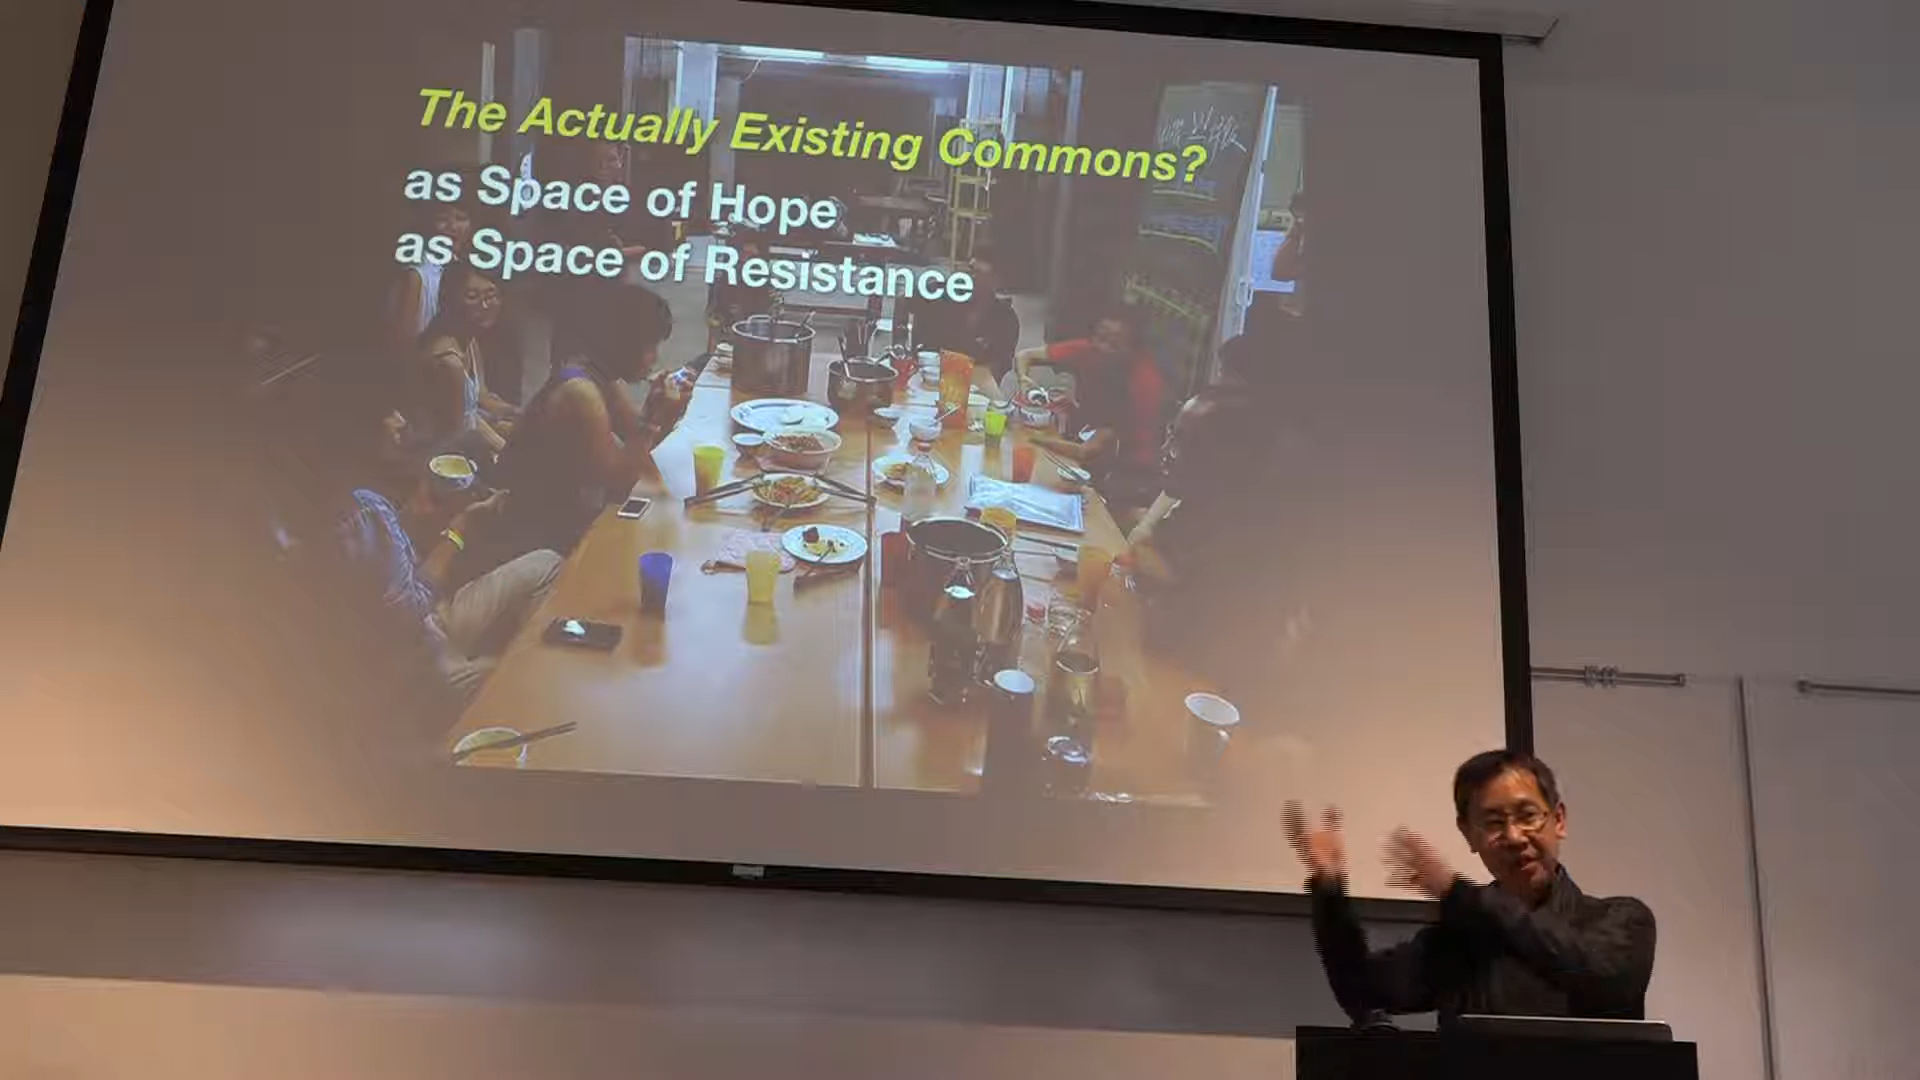 The Actually Existing Commons?
as Space of Hope
as Space of Resistance